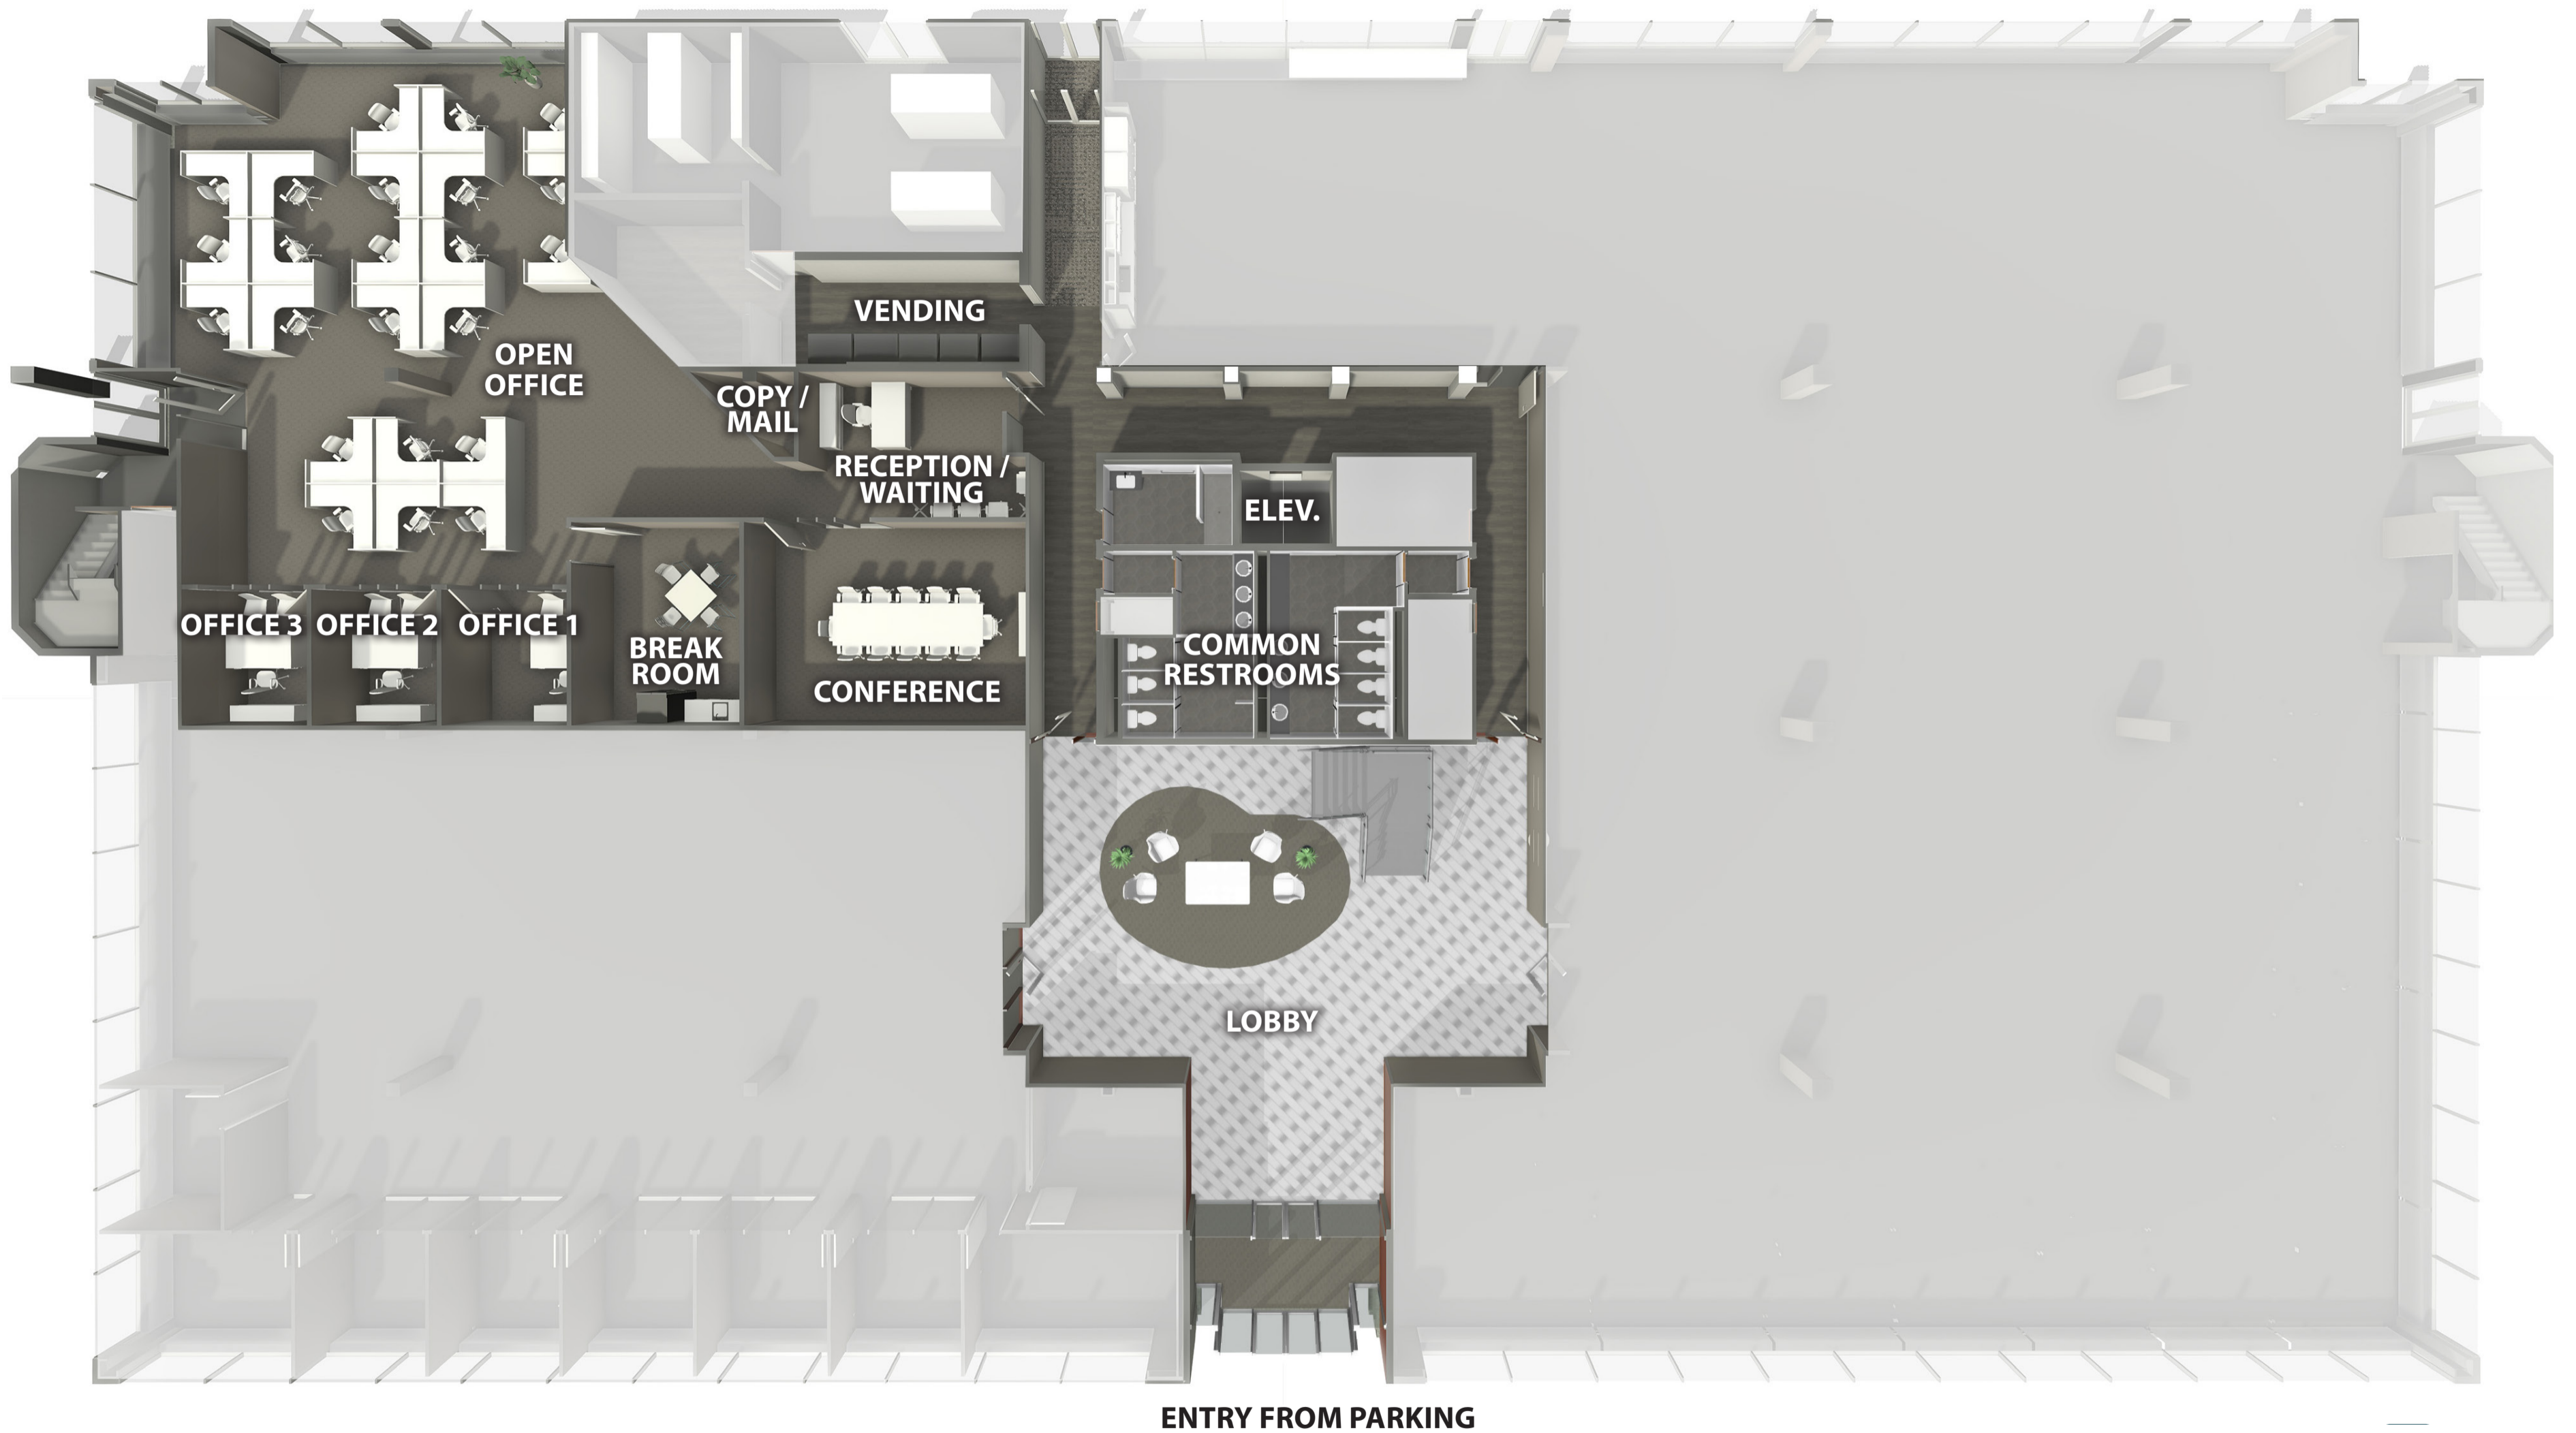 VENDING
OPEN
OFFICE
COPY /
MAIL
RECEPTION /
WAITING
ELEV.
OFFICE 3
OFFICE 2
OFFICE 1
BREAK
ROOM
CONFERENCE
COMMON
RESTROOMS
LOBBY
ENTRY FROM PARKING